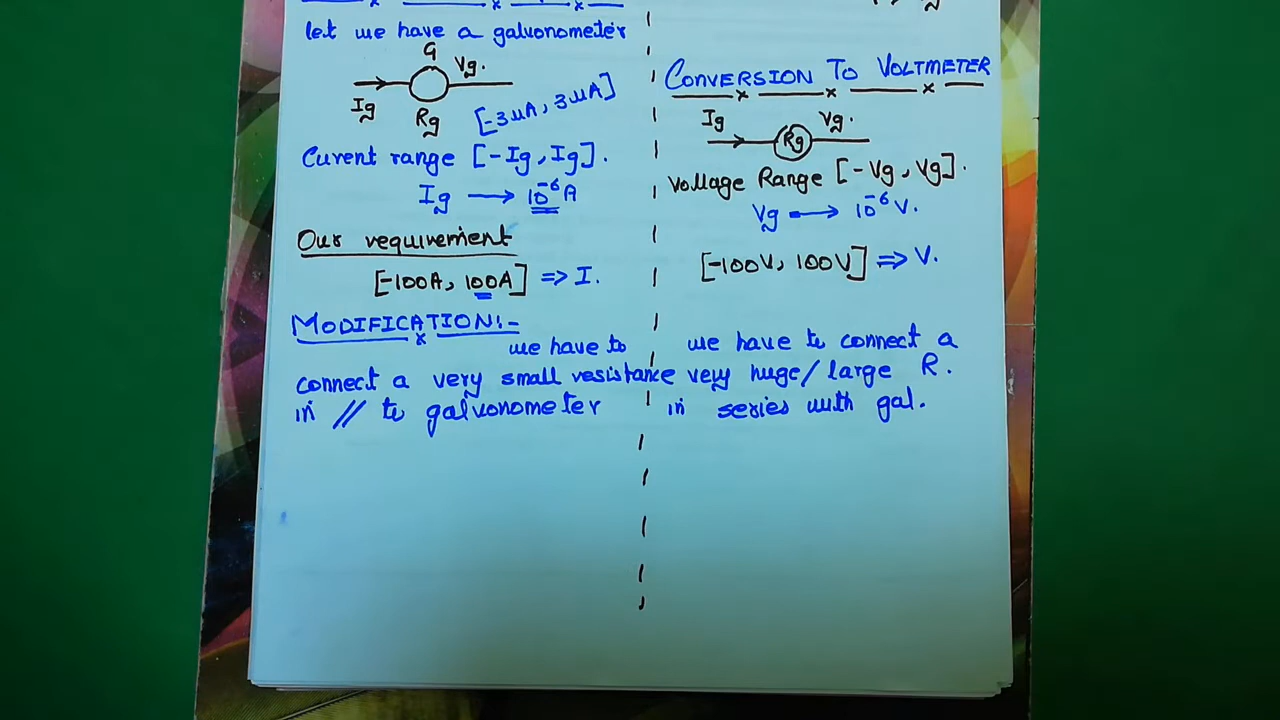 let we have a galvonometer
G
Vg.
Ig
Rg
[-3μA, 3μA]
Current range [-Ig, Ig].
Ig → 10⁻⁶A
Our requirement
[-100A, 100A] => I.
MODIFICATION:-
we have to
connect a very small resistance
in // to galvonometer
CONVERSION TO VOLTMETER
Ig
Vg.
Rg
Voltage Range [-Vg, Vg].
Vg → 10⁻⁶ V.
[-100V, 100V] => V.
we have to connect a
very huge/large R.
in series with gal.